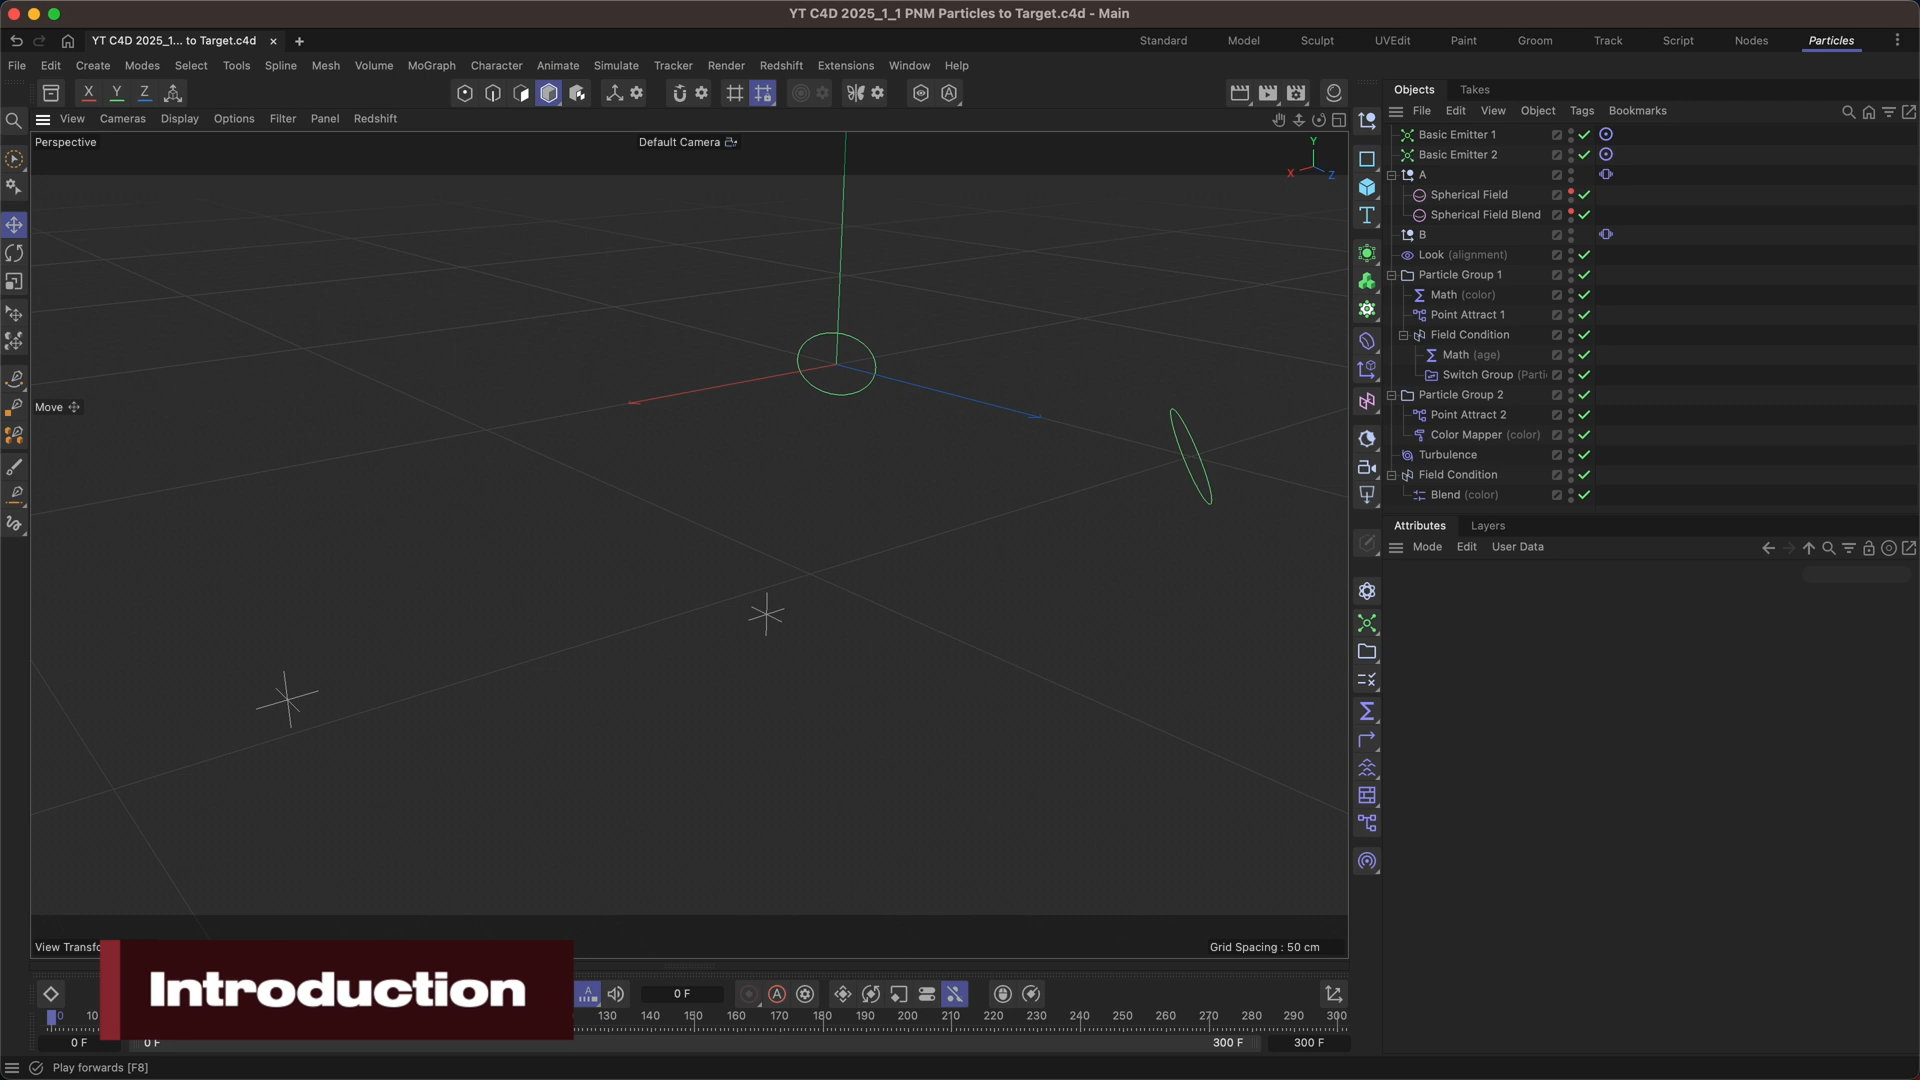 YT C4D 2025_1_1 PNM Particles to Target.c4d - Main
YT C4D 2025_1... to Target.c4d × +
Standard Model Sculpt UVEdit Paint Groom Track Script Nodes Particles
File Edit Create Modes Select Tools Spline Mesh Volume MoGraph Character Animate Simulate Tracker Render Redshift Extensions Window Help
X Y Z
View Cameras Display Options Filter Panel Redshift
Perspective
Default Camera
Y
X
Z
Move
View Transfo
Grid Spacing : 50 cm
Introduction
0 F
0 10 130 140 150 160 170 180 190 200 210 220 230 240 250 260 270 280 290 300
0 F 0 F 300 F 300 F
Play forwards [F8]
Objects Takes
File Edit View Object Tags Bookmarks
Basic Emitter 1
Basic Emitter 2
A
Spherical Field
Spherical Field Blend
B
Look (alignment)
Particle Group 1
Math (color)
Point Attract 1
Field Condition
Math (age)
Switch Group (Parti
Particle Group 2
Point Attract 2
Color Mapper (color)
Turbulence
Field Condition
Blend (color)
Attributes Layers
Mode Edit User Data